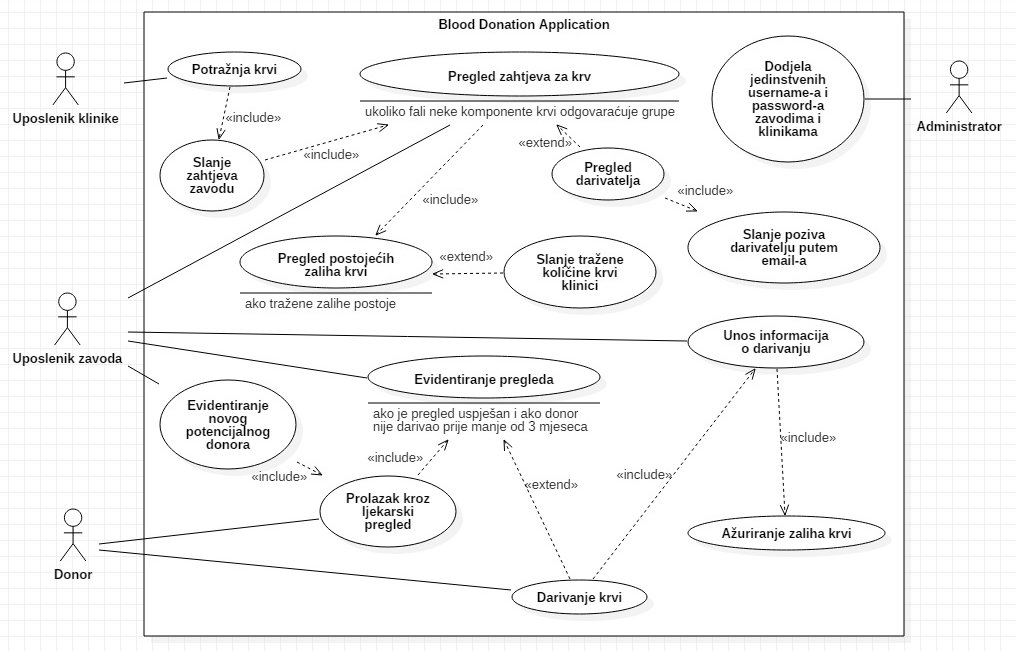 Blood Donation Application
Potražnja krvi
Pregled zahtjeva za krv
ukoliko fali neke komponente krvi odgovaraćuje grupe
Dodjela
jedinstvenih
username-a i
password-a
zavodima i
klinikama
Uposlenik klinike
Administrator
«include»
Slanje
zahtjeva
zavodu
«include»
«extend»
Pregled
darivatelja
«include»
«include»
Slanje poziva
darivatelju putem
email-a
Pregled postojećih
zaliha krvi
ako tražene zalihe postoje
«extend»
Slanje tražene
količine krvi
klinici
Uposlenik zavoda
Unos informacija
o darivanju
Evidentiranje pregleda
ako je pregled uspješan i ako donor
nije darivao prije manje od 3 mjeseca
Evidentiranje
novog
potencijalnog
donora
«include»
«include»
«include»
«extend»
«include»
Prolazak kroz
ljekarski
pregled
Ažuriranje zaliha krvi
Donor
Darivanje krvi